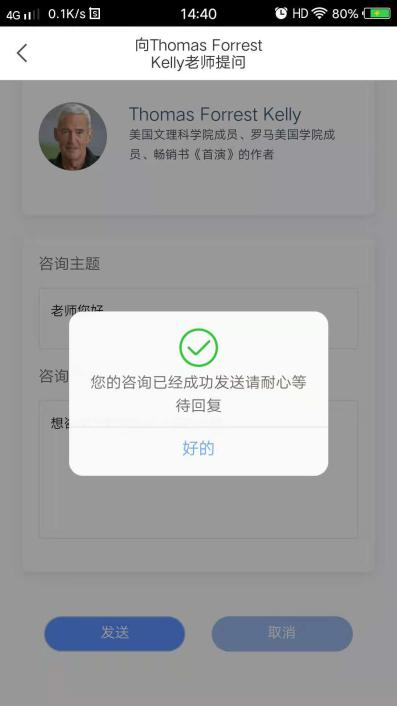 4G 0.1K/s 14:40 HD 80%
向Thomas Forrest
Kelly老师提问
Thomas Forrest Kelly
美国文理科学院成员、罗马美国学院成
员、畅销书《首演》的作者
咨询主题
老师您好
您的咨询已经成功发送请耐心等
待回复
咨询
想
好的
发送 取消